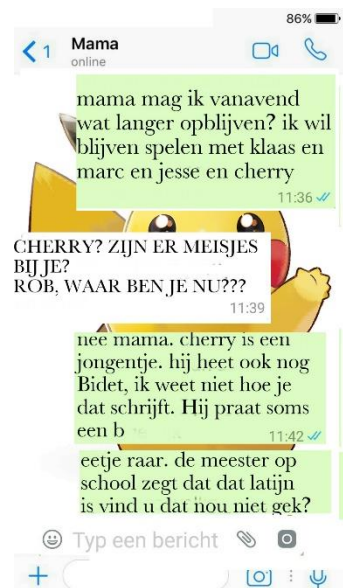 86%
1 Mama
online
mama mag ik vanavend
wat langer opblijven? ik wil
blijven spelen met klaas en
marc en jesse en cherry
11:36
CHERRY? ZIJN ER MEISJES
BIJ JE?
ROB, WAAR BEN JE NU???
11:39
nee mama. cherry is een
jongentje. hij heet ook nog
Bidet, ik weet niet hoe je
dat schrijft. Hij praat soms
een b
11:42
eetje raar. de meester op
school zegt dat dat latijn
is vind u dat nou niet gek?
Typ een bericht